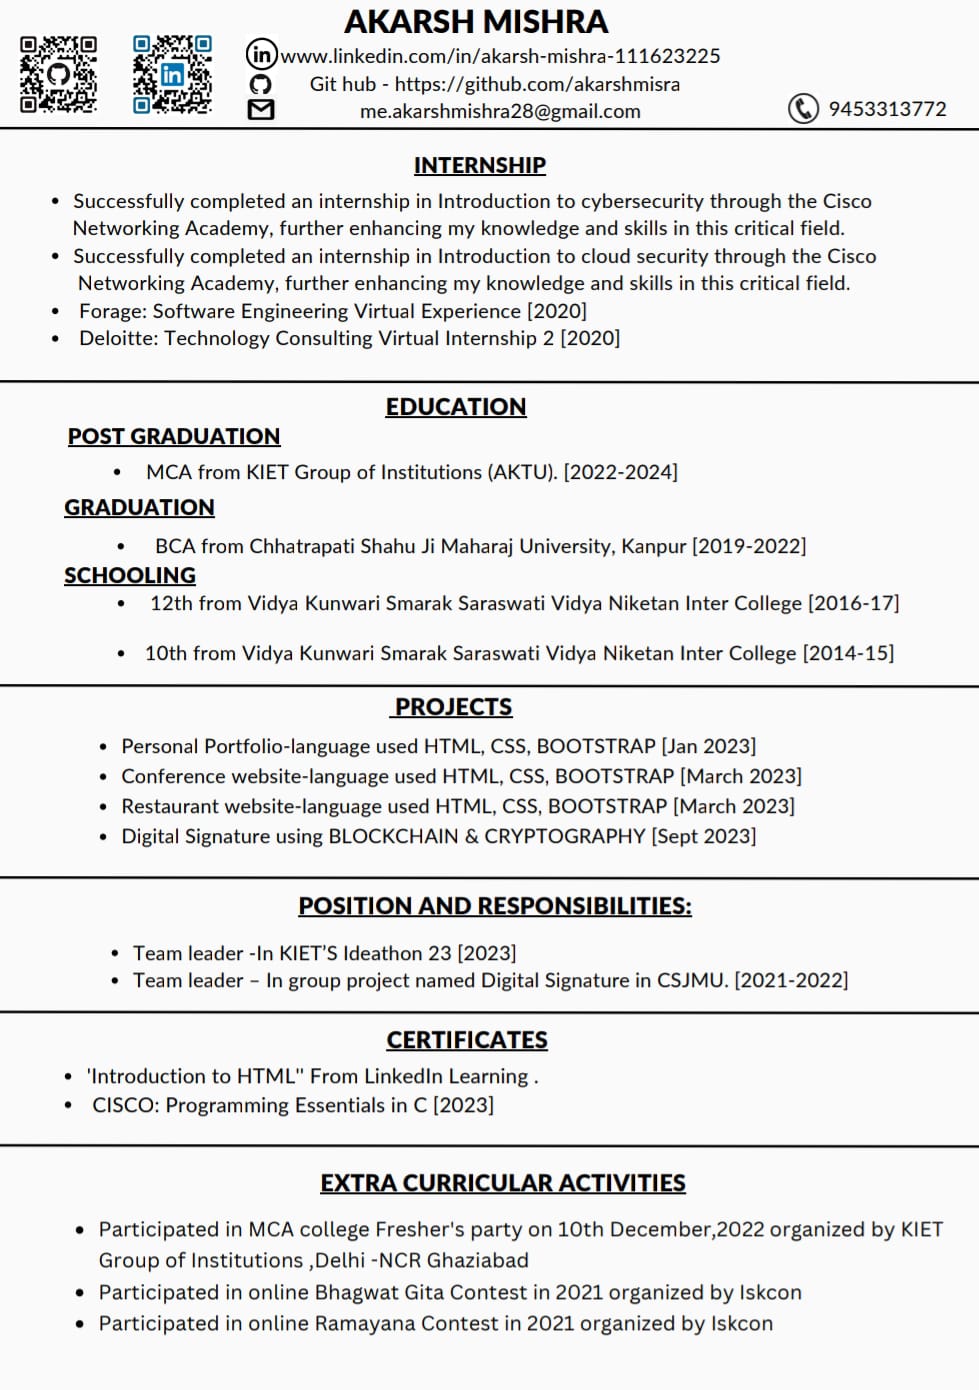 AKARSH MISHRA
in www.linkedin.com/in/akarsh-mishra-111623225
Git hub - https://github.com/akarshmisra
me.akarshmishra28@gmail.com
9453313772
in
INTERNSHIP
• Successfully completed an internship in Introduction to cybersecurity through the Cisco
Networking Academy, further enhancing my knowledge and skills in this critical field.
• Successfully completed an internship in Introduction to cloud security through the Cisco
Networking Academy, further enhancing my knowledge and skills in this critical field.
• Forage: Software Engineering Virtual Experience [2020]
• Deloitte: Technology Consulting Virtual Internship 2 [2020]
EDUCATION
POST GRADUATION
• MCA from KIET Group of Institutions (AKTU). [2022-2024]
GRADUATION
• BCA from Chhatrapati Shahu Ji Maharaj University, Kanpur [2019-2022]
SCHOOLING
• 12th from Vidya Kunwari Smarak Saraswati Vidya Niketan Inter College [2016-17]
• 10th from Vidya Kunwari Smarak Saraswati Vidya Niketan Inter College [2014-15]
PROJECTS
• Personal Portfolio-language used HTML, CSS, BOOTSTRAP [Jan 2023]
• Conference website-language used HTML, CSS, BOOTSTRAP [March 2023]
• Restaurant website-language used HTML, CSS, BOOTSTRAP [March 2023]
• Digital Signature using BLOCKCHAIN & CRYPTOGRAPHY [Sept 2023]
POSITION AND RESPONSIBILITIES:
• Team leader -In KIET'S Ideathon 23 [2023]
• Team leader – In group project named Digital Signature in CSJMU. [2021-2022]
CERTIFICATES
• 'Introduction to HTML" From LinkedIn Learning .
• CISCO: Programming Essentials in C [2023]
EXTRA CURRICULAR ACTIVITIES
• Participated in MCA college Fresher's party on 10th December,2022 organized by KIET
Group of Institutions ,Delhi -NCR Ghaziabad
• Participated in online Bhagwat Gita Contest in 2021 organized by Iskcon
• Participated in online Ramayana Contest in 2021 organized by Iskcon